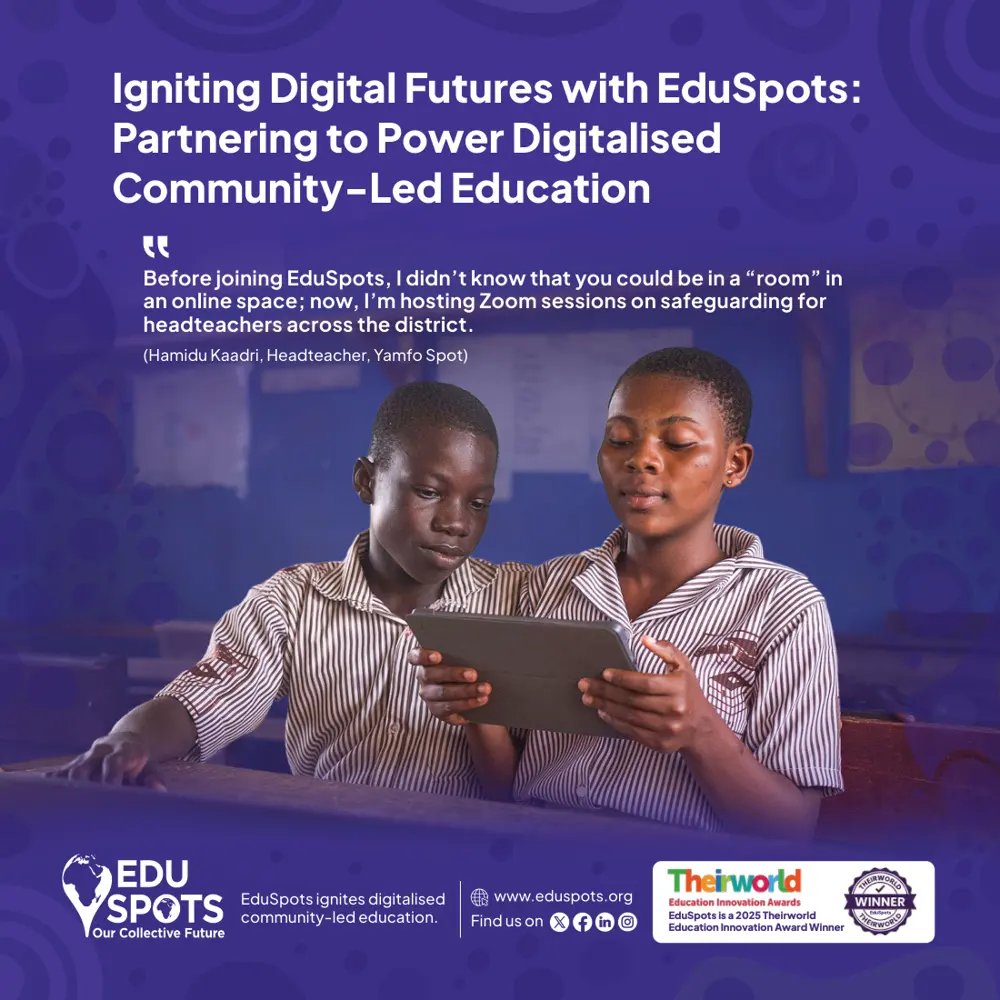 Igniting Digital Futures with EduSpots:
Partnering to Power Digitalised
Community-Led Education
"
Before joining EduSpots, I didn't know that you could be in a “room” in
an online space; now, I'm hosting Zoom sessions on safeguarding for
headteachers across the district.
(Hamidu Kaadri, Headteacher, Yamfo Spot)
EDU
SPOTS
Our Collective Future
EduSpots ignites digitalised
community-led education.
www.eduspots.org
Find us on
Theirworld
Education Innovation Awards
EduSpots is a 2025 Theirworld
Education Innovation Award Winner
THEIRWORLD
WINNER
EduSpots
THEIRWORLD